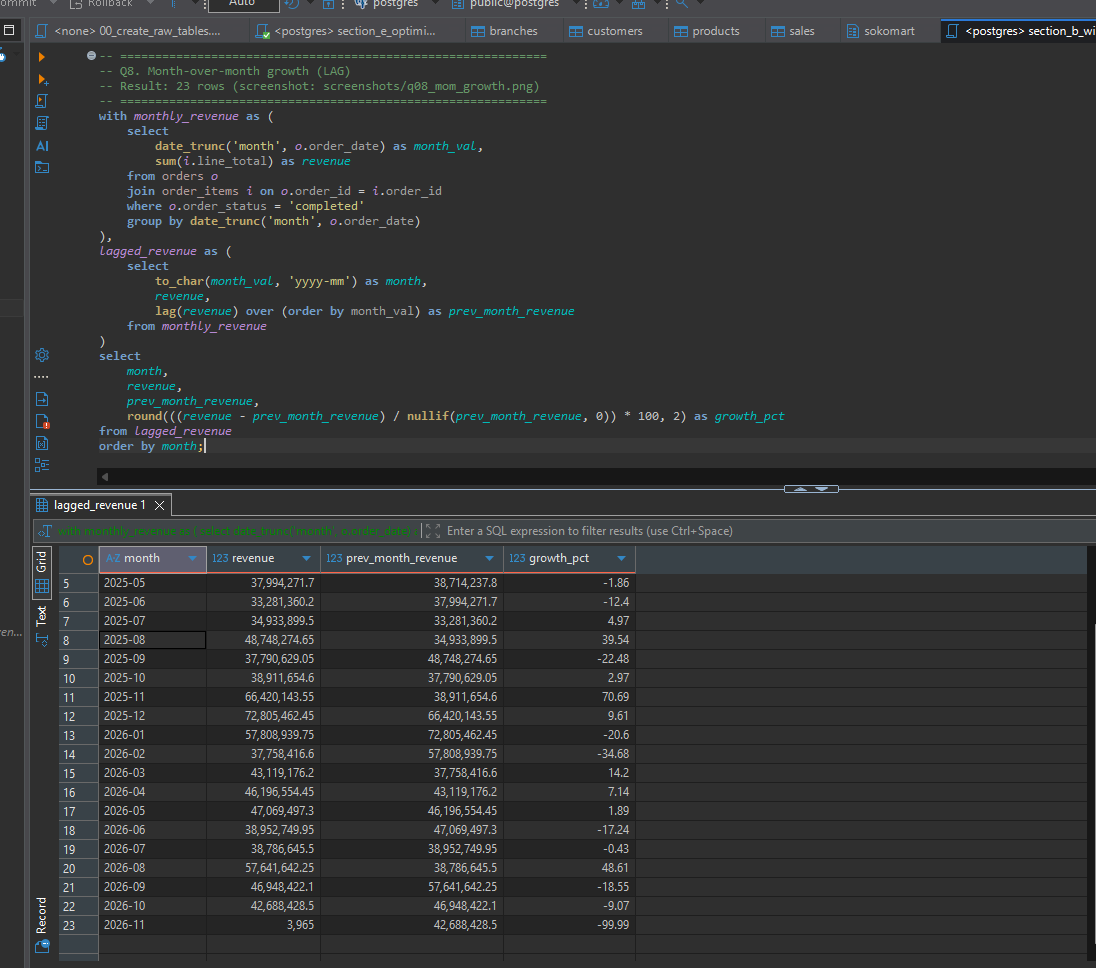 ommit Rollback Auto postgres public@postgres
<none> 00_create_raw_tables.... <postgres> section_e_optimi... branches customers products sales sokomart <postgres> section_b_wi
-- =========================================================
-- Q8. Month-over-month growth (LAG)
-- Result: 23 rows (screenshot: screenshots/q08_mom_growth.png)
-- =========================================================
with monthly_revenue as (
select
date_trunc('month', o.order_date) as month_val,
sum(i.line_total) as revenue
from orders o
join order_items i on o.order_id = i.order_id
where o.order_status = 'completed'
group by date_trunc('month', o.order_date)
),
lagged_revenue as (
select
to_char(month_val, 'yyyy-mm') as month,
revenue,
lag(revenue) over (order by month_val) as prev_month_revenue
from monthly_revenue
)
select
month,
revenue,
prev_month_revenue,
round(((revenue - prev_month_revenue) / nullif(prev_month_revenue, 0)) * 100, 2) as growth_pct
from lagged_revenue
order by month;
AI
lagged_revenue 1
with monthly_revenue as ( select date_trunc('month', o.order_date) Enter a SQL expression to filter results (use Ctrl+Space)
Grid
Text
Record
en...
A-Z month 123 revenue 123 prev_month_revenue 123 growth_pct
5 2025-05 37,994,271.7 38,714,237.8 -1.86
6 2025-06 33,281,360.2 37,994,271.7 -12.4
7 2025-07 34,933,899.5 33,281,360.2 4.97
8 2025-08 48,748,274.65 34,933,899.5 39.54
9 2025-09 37,790,629.05 48,748,274.65 -22.48
10 2025-10 38,911,654.6 37,790,629.05 2.97
11 2025-11 66,420,143.55 38,911,654.6 70.69
12 2025-12 72,805,462.45 66,420,143.55 9.61
13 2026-01 57,808,939.75 72,805,462.45 -20.6
14 2026-02 37,758,416.6 57,808,939.75 -34.68
15 2026-03 43,119,176.2 37,758,416.6 14.2
16 2026-04 46,196,554.45 43,119,176.2 7.14
17 2026-05 47,069,497.3 46,196,554.45 1.89
18 2026-06 38,952,749.95 47,069,497.3 -17.24
19 2026-07 38,786,645.5 38,952,749.95 -0.43
20 2026-08 57,641,642.25 38,786,645.5 48.61
21 2026-09 46,948,422.1 57,641,642.25 -18.55
22 2026-10 42,688,428.5 46,948,422.1 -9.07
23 2026-11 3,965 42,688,428.5 -99.99